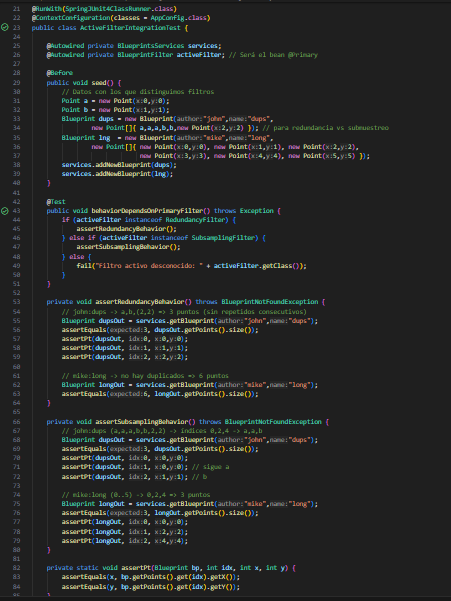 21 @RunWith(SpringJUnit4ClassRunner.class)
22 @ContextConfiguration(classes = AppConfig.class)
23 public class ActiveFilterIntegrationTest {
24
25 @Autowired private BlueprintsServices services;
26 @Autowired private BlueprintFilter activeFilter; // Será el bean @Primary
27
28 @Before
29 public void seed() {
30 // Datos con los que distinguimos filtros
31 Point a = new Point(x:0,y:0);
32 Point b = new Point(x:1,y:1);
33 Blueprint dups = new Blueprint(author:"john",name:"dups",
34 new Point[]{ a,a,a,b,b,new Point(x:2,y:2) }); // para redundancia vs submuestreo
35 Blueprint lng = new Blueprint(author:"mike",name:"long",
36 new Point[]{ new Point(x:0,y:0), new Point(x:1,y:1), new Point(x:2,y:2),
37 new Point(x:3,y:3), new Point(x:4,y:4), new Point(x:5,y:5) });
38 services.addNewBlueprint(dups);
39 services.addNewBlueprint(lng);
40 }
41
42 @Test
43 public void behaviorDependsOnPrimaryFilter() throws Exception {
44 if (activeFilter instanceof RedundancyFilter) {
45 assertRedundancyBehavior();
46 } else if (activeFilter instanceof SubsamplingFilter) {
47 assertSubsamplingBehavior();
48 } else {
49 fail("Filtro activo desconocido: " + activeFilter.getClass());
50 }
51 }
52
53 private void assertRedundancyBehavior() throws BlueprintNotFoundException {
54 // john:dups -> a,b,(2,2) => 3 puntos (sin repetidos consecutivos)
55 Blueprint dupsOut = services.getBlueprint(author:"john",name:"dups");
56 assertEquals(expected:3, dupsOut.getPoints().size());
57 assertPt(dupsOut, idx:0, x:0,y:0);
58 assertPt(dupsOut, idx:1, x:1,y:1);
59 assertPt(dupsOut, idx:2, x:2,y:2);
60
61 // mike:long -> no hay duplicados => 6 puntos
62 Blueprint longOut = services.getBlueprint(author:"mike",name:"long");
63 assertEquals(expected:6, longOut.getPoints().size());
64 }
65
66 private void assertSubsamplingBehavior() throws BlueprintNotFoundException {
67 // john:dups (a,a,a,b,b,2,2) -> indices 0,2,4 -> a,a,b
68 Blueprint dupsOut = services.getBlueprint(author:"john",name:"dups");
69 assertEquals(expected:3, dupsOut.getPoints().size());
70 assertPt(dupsOut, idx:0, x:0,y:0);
71 assertPt(dupsOut, idx:1, x:0,y:0); // sigue a
72 assertPt(dupsOut, idx:2, x:1,y:1); // b
73
74 // mike:long (0..5) -> 0,2,4 => 3 puntos
75 Blueprint longOut = services.getBlueprint(author:"mike",name:"long");
76 assertEquals(expected:3, longOut.getPoints().size());
77 assertPt(longOut, idx:0, x:0,y:0);
78 assertPt(longOut, idx:1, x:2,y:2);
79 assertPt(longOut, idx:2, x:4,y:4);
80 }
81
82 private static void assertPt(Blueprint bp, int idx, int x, int y) {
83 assertEquals(x, bp.getPoints().get(idx).getX());
84 assertEquals(y, bp.getPoints().get(idx).getY());